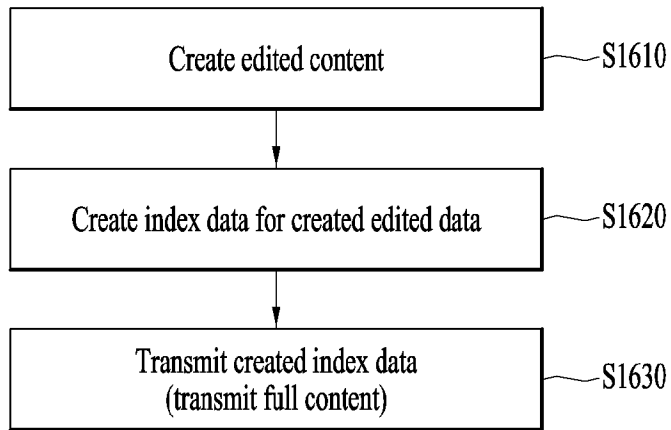 Create edited content
S1610
Create index data for created edited data
S1620
Transmit created index data
(transmit full content)
S1630